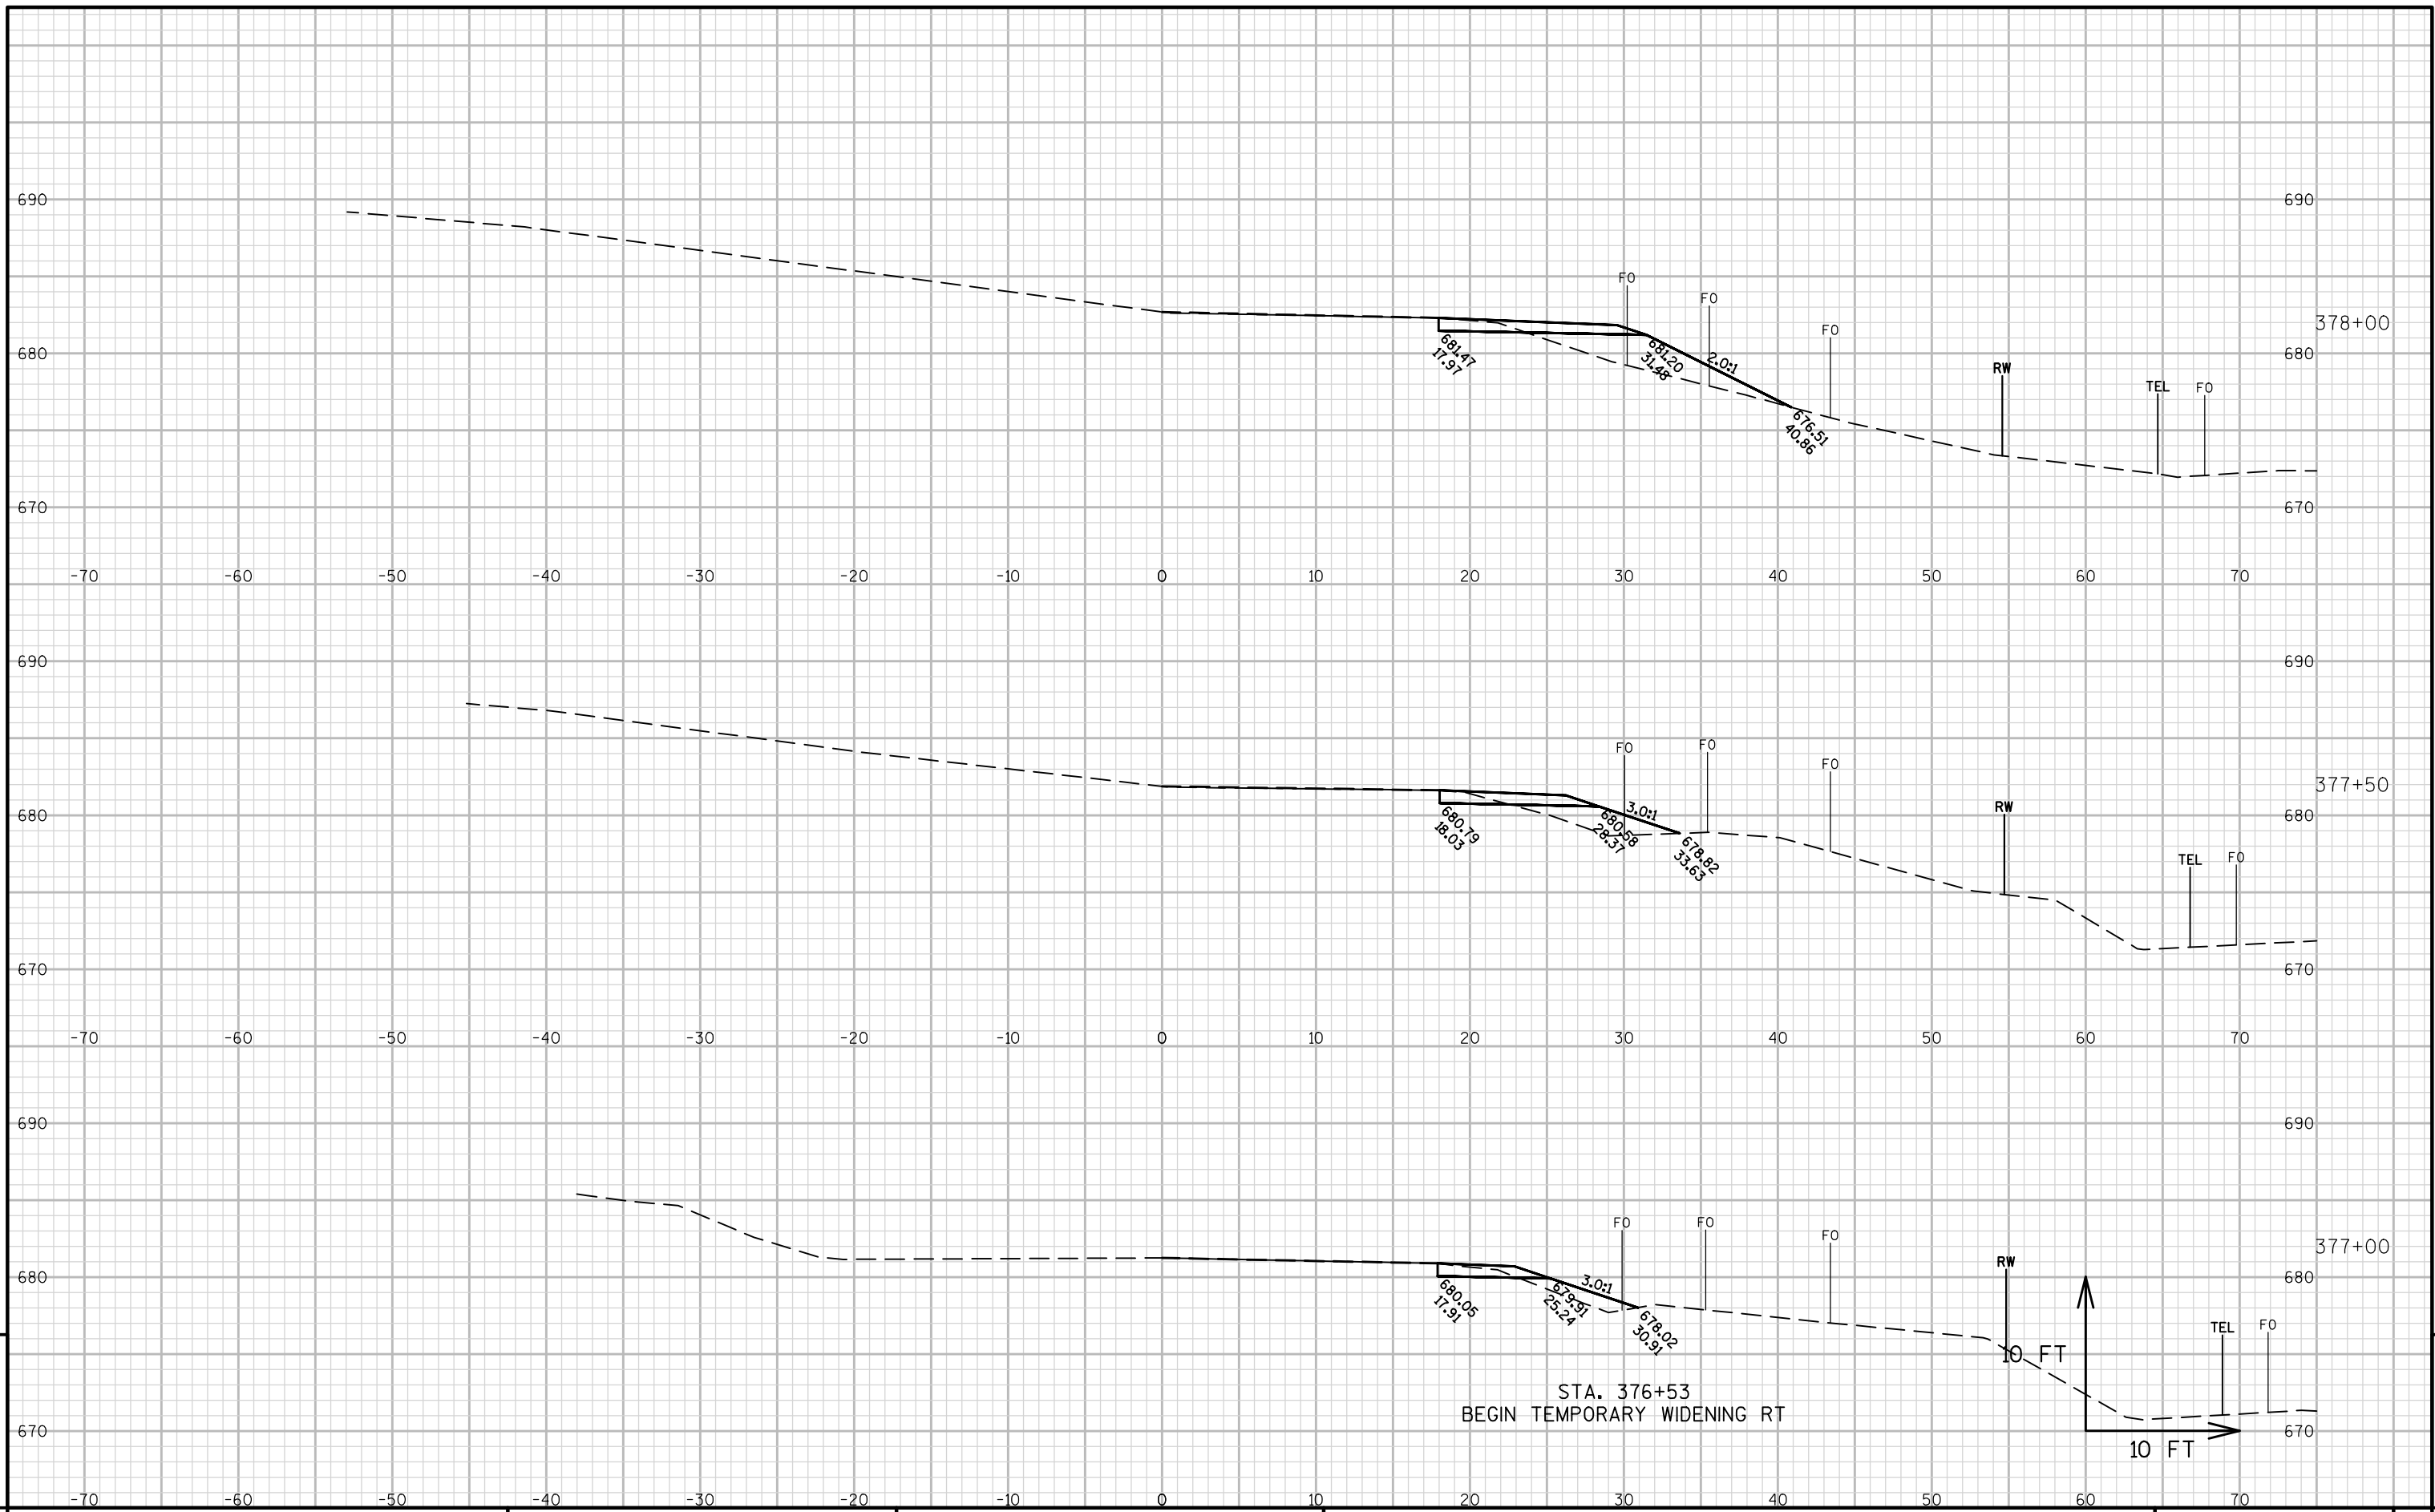 690 690
FO
FO
378+00
FO
680 680
681.47
17.97
681.20
31.48
2.0:1
RW
TEL FO
676.51
40.86
670 670
-70 -60 -50 -40 -30 -20 -10 0 10 20 30 40 50 60 70
690 690
FO FO
FO
377+50
3.0:1
RW
680 680
680.79
18.03
680.58
28.37
678.82
33.63
TEL FO
670 670
-70 -60 -50 -40 -30 -20 -10 0 10 20 30 40 50 60 70
690 690
FO FO
FO
377+00
RW
680 680
3.0:1
680.05
17.91
679.91
25.24
678.02
30.91
TEL FO
10 FT
STA. 376+53
BEGIN TEMPORARY WIDENING RT
670 670
10 FT
-70 -60 -50 -40 -30 -20 -10 0 10 20 30 40 50 60 70